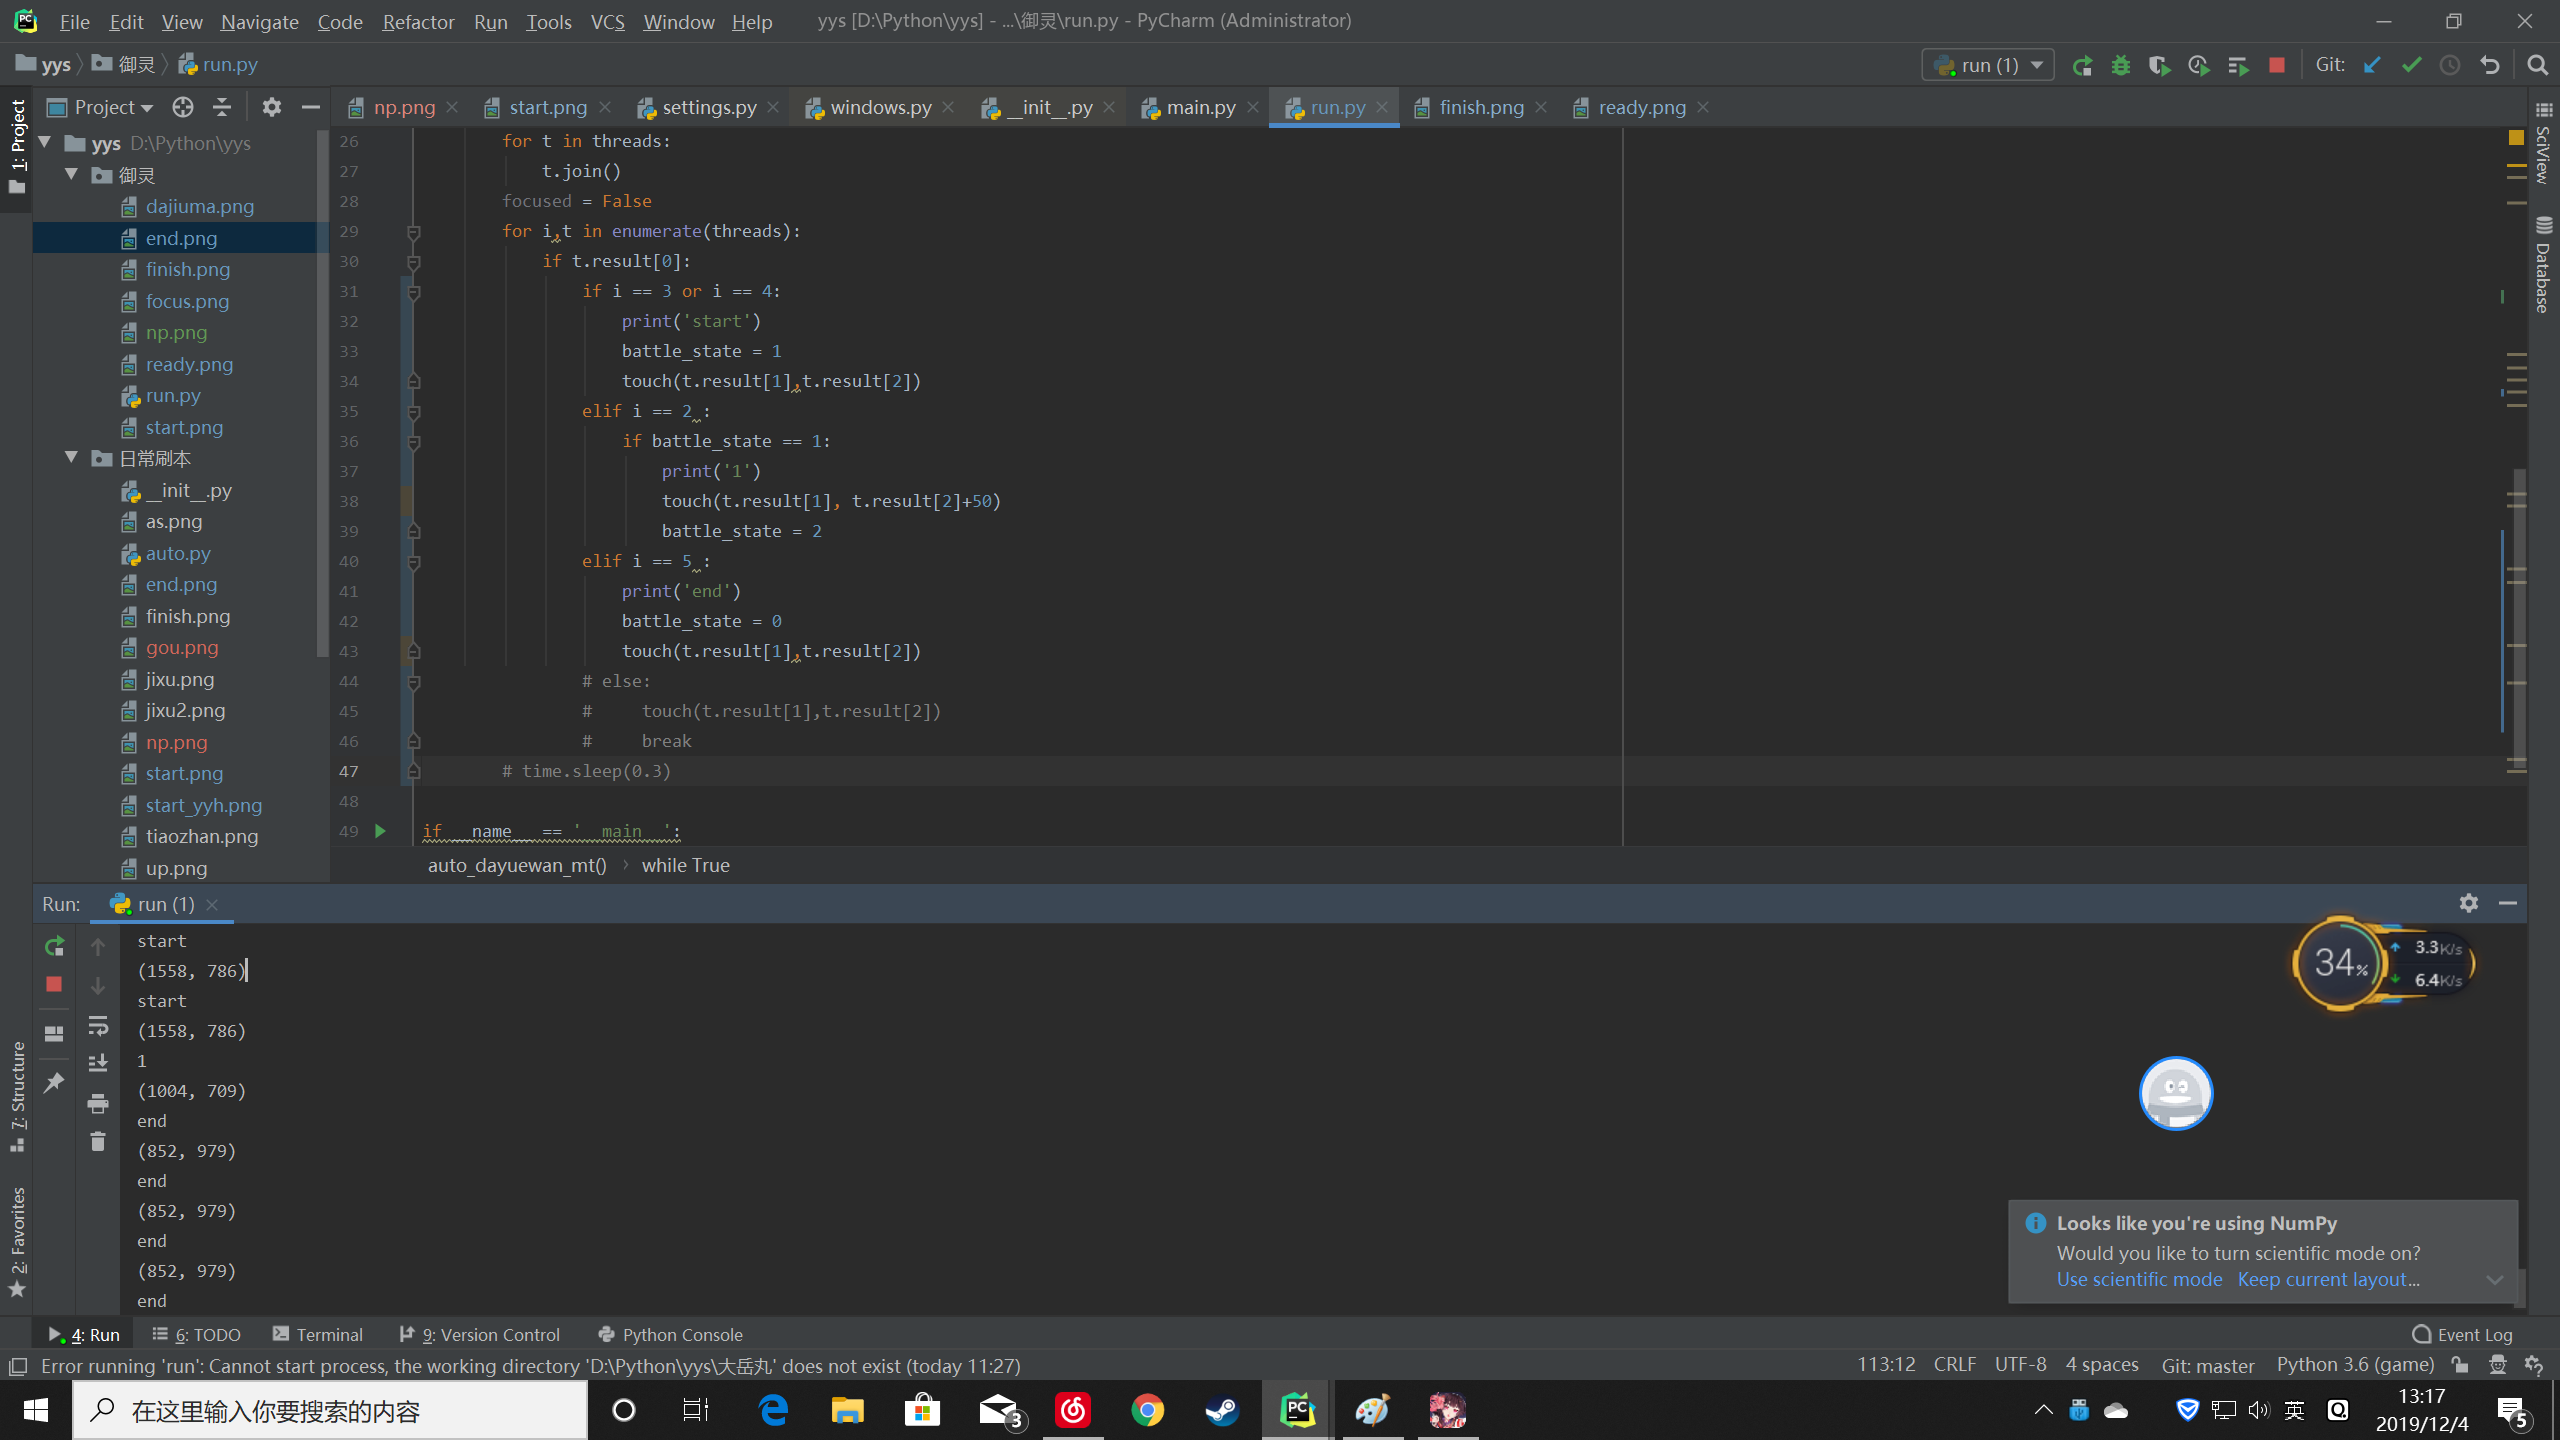 File Edit View Navigate Code Refactor Run Tools VCS Window Help yys [D:\Python\yys] - ...\御灵\run.py - PyCharm (Administrator)
yys 御灵 run.py run (1) Git:
Project np.png start.png settings.py windows.py __init__.py main.py run.py finish.png ready.png
1: Project
yys D:\Python\yys
御灵
dajiuma.png
end.png
finish.png
focus.png
np.png
ready.png
run.py
start.png
日常刷本
__init__.py
as.png
auto.py
end.png
finish.png
gou.png
jixu.png
jixu2.png
np.png
start.png
start_yyh.png
tiaozhan.png
up.png
26 for t in threads:
27 t.join()
28 focused = False
29 for i,t in enumerate(threads):
30 if t.result[0]:
31 if i == 3 or i == 4:
32 print('start')
33 battle_state = 1
34 touch(t.result[1],t.result[2])
35 elif i == 2 :
36 if battle_state == 1:
37 print('1')
38 touch(t.result[1], t.result[2]+50)
39 battle_state = 2
40 elif i == 5 :
41 print('end')
42 battle_state = 0
43 touch(t.result[1],t.result[2])
44 # else:
45 # touch(t.result[1],t.result[2])
46 # break
47 # time.sleep(0.3)
48
49 if __name__ == '__main__':
auto_dayuewan_mt() › while True
SciView
Database
Run: run (1)
start
(1558, 786)
start
(1558, 786)
1
(1004, 709)
end
(852, 979)
end
(852, 979)
end
(852, 979)
end
7: Structure
2: Favorites
34%
3.3K/s
6.4K/s
Looks like you're using NumPy
Would you like to turn scientific mode on?
Use scientific mode Keep current layout...
4: Run 6: TODO Terminal 9: Version Control Python Console Event Log
Error running 'run': Cannot start process, the working directory 'D:\Python\yys\大岳丸' does not exist (today 11:27) 113:12 CRLF UTF-8 4 spaces Git: master Python 3.6 (game)
在这里输入你要搜索的内容
3
PC
英
13:17
2019/12/4
5